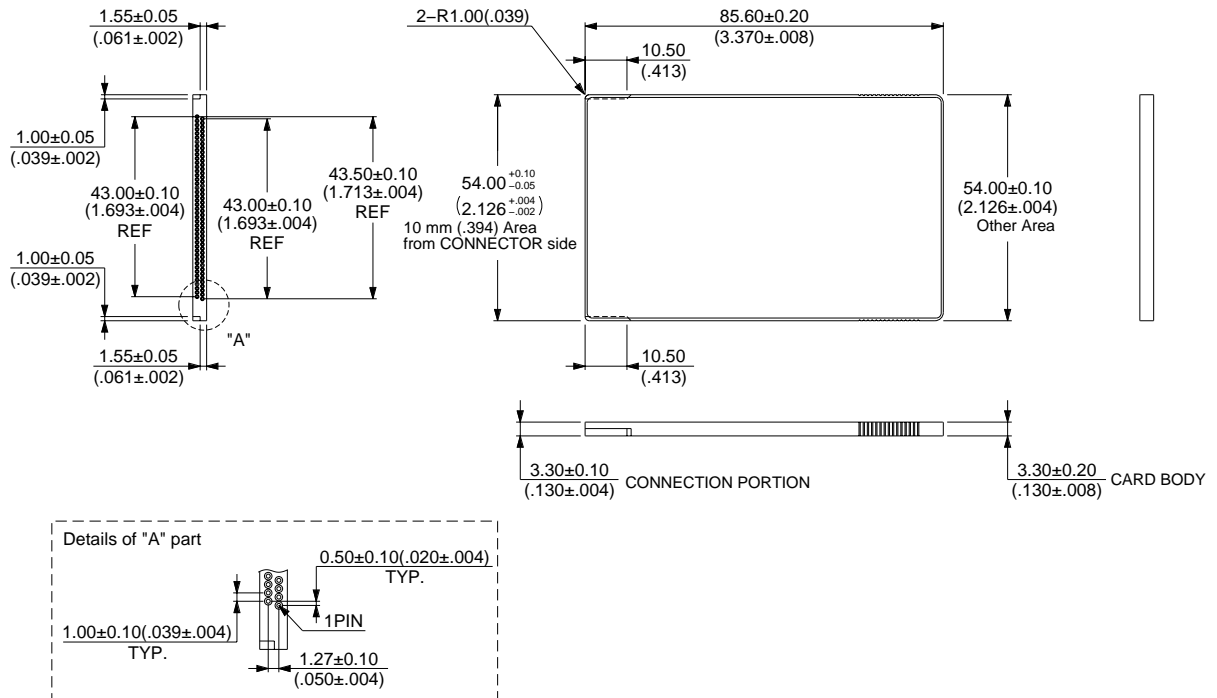 1.55±0.05
(.061±.002)
1.00±0.05
(.039±.002)
43.00±0.10
(1.693±.004)
REF
43.00±0.10
(1.693±.004)
REF
43.50±0.10
(1.713±.004)
REF
1.00±0.05
(.039±.002)
"A"
1.55±0.05
(.061±.002)
2–R1.00(.039)
85.60±0.20
(3.370±.008)
10.50
(.413)
54.00 +0.10 –0.05
(2.126 +.004 –.002)
10 mm (.394) Area
from CONNECTOR side
54.00±0.10
(2.126±.004)
Other Area
10.50
(.413)
3.30±0.10
(.130±.004)
CONNECTION PORTION
3.30±0.20
(.130±.008)
CARD BODY
Details of "A" part
0.50±0.10(.020±.004)
TYP.
1PIN
1.00±0.10(.039±.004)
TYP.
1.27±0.10
(.050±.004)